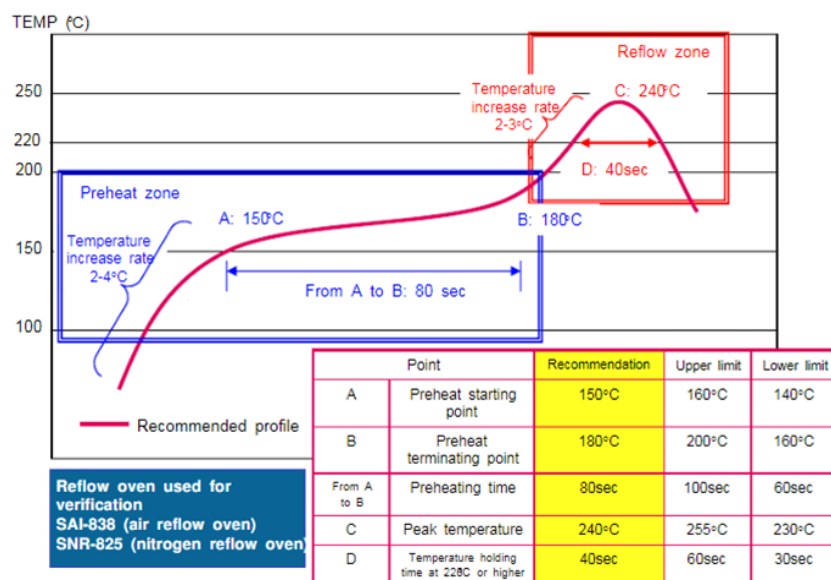 TEMP (°C)
250
220
200
150
100
Reflow zone
Temperature
increase rate
2-3°C
C: 240°C
D: 40sec
Preheat zone
A: 150°C
B: 180°C
Temperature
increase rate
2-4°C
From A to B: 80 sec
Recommended profile
Reflow oven used for
verification
SAI-838 (air reflow oven)
SNR-825 (nitrogen reflow oven)
Point Recommendation Upper limit Lower limit
A Preheat starting point 150°C 160°C 140°C
B Preheat terminating point 180°C 200°C 160°C
From A to B Preheating time 80sec 100sec 60sec
C Peak temperature 240°C 255°C 230°C
D Temperature holding time at 220°C or higher 40sec 60sec 30sec